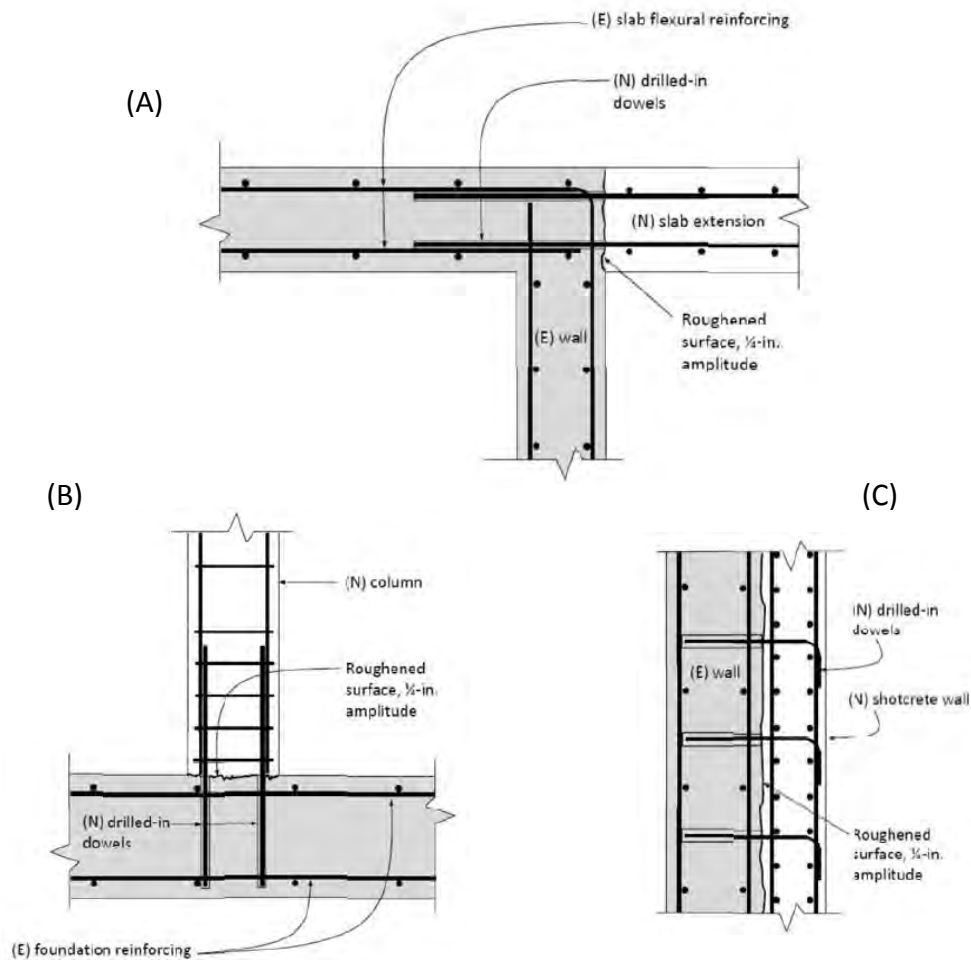 (E) slab flexural reinforcing
(A)
(N) drilled-in
dowels
(N) slab extension
(E) wall
Roughened
surface, ¼-in.
amplitude
(B)
(N) column
Roughened
surface, ¼-in.
amplitude
(N) drilled-in
dowels
(E) foundation reinforcing
(C)
(N) drilled-in
dowels
(E) wall
(N) shotcrete wall
Roughened
surface, ¼-in.
amplitude